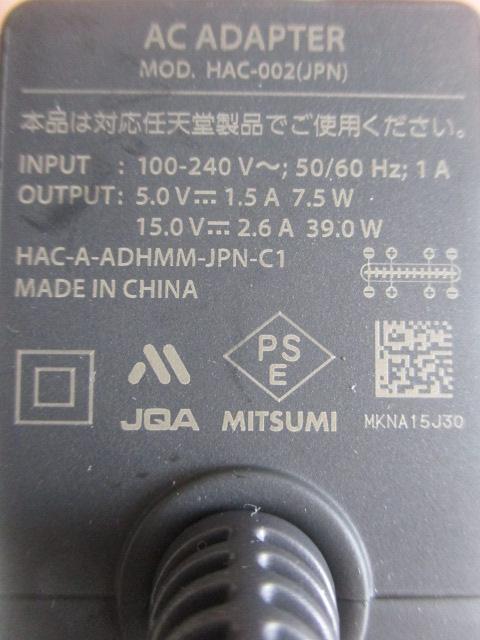 AC ADAPTER
MOD. HAC-002(JPN)
本品は対応任天堂製品でご使用ください。
INPUT : 100-240 V～; 50/60 Hz; 1 A
OUTPUT: 5.0 V⎓ 1.5 A 7.5 W
15.0 V⎓ 2.6 A 39.0 W
HAC-A-ADHMM-JPN-C1
MADE IN CHINA
PS
E
JQA
MITSUMI
MKNA15J30